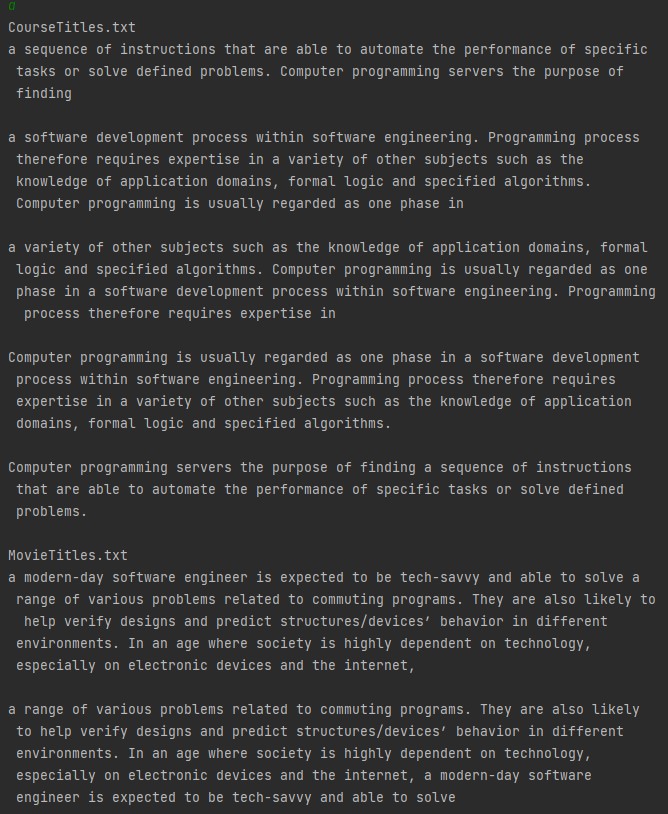 a
CourseTitles.txt
a sequence of instructions that are able to automate the performance of specific
tasks or solve defined problems. Computer programming servers the purpose of
finding
a software development process within software engineering. Programming process
therefore requires expertise in a variety of other subjects such as the
knowledge of application domains, formal logic and specified algorithms.
Computer programming is usually regarded as one phase in
a variety of other subjects such as the knowledge of application domains, formal
logic and specified algorithms. Computer programming is usually regarded as one
phase in a software development process within software engineering. Programming
process therefore requires expertise in
Computer programming is usually regarded as one phase in a software development
process within software engineering. Programming process therefore requires
expertise in a variety of other subjects such as the knowledge of application
domains, formal logic and specified algorithms.
Computer programming servers the purpose of finding a sequence of instructions
that are able to automate the performance of specific tasks or solve defined
problems.
MovieTitles.txt
a modern-day software engineer is expected to be tech-savvy and able to solve a
range of various problems related to commuting programs. They are also likely to
help verify designs and predict structures/devices’ behavior in different
environments. In an age where society is highly dependent on technology,
especially on electronic devices and the internet,
a range of various problems related to commuting programs. They are also likely
to help verify designs and predict structures/devices’ behavior in different
environments. In an age where society is highly dependent on technology,
especially on electronic devices and the internet, a modern-day software
engineer is expected to be tech-savvy and able to solve